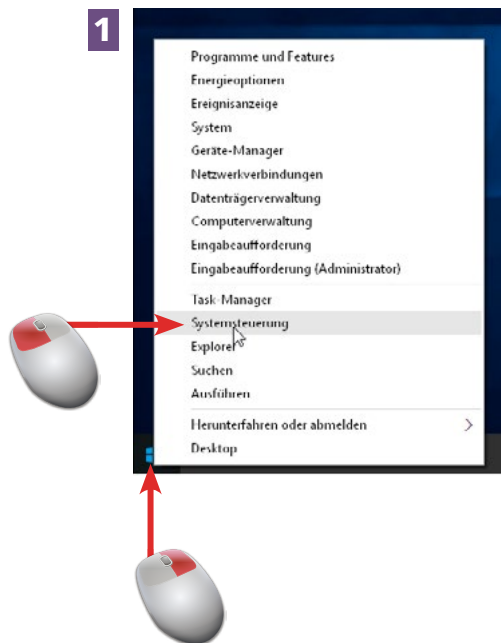 1
Programme und Features
Energieoptionen
Ereignisanzeige
System
Geräte-Manager
Netzwerkverbindungen
Datenträgerverwaltung
Computerverwaltung
Eingabeaufforderung
Eingabeaufforderung (Administrator)
Task-Manager
Systemsteuerung
Explorer
Suchen
Ausführen
Herunterfahren oder abmelden
Desktop